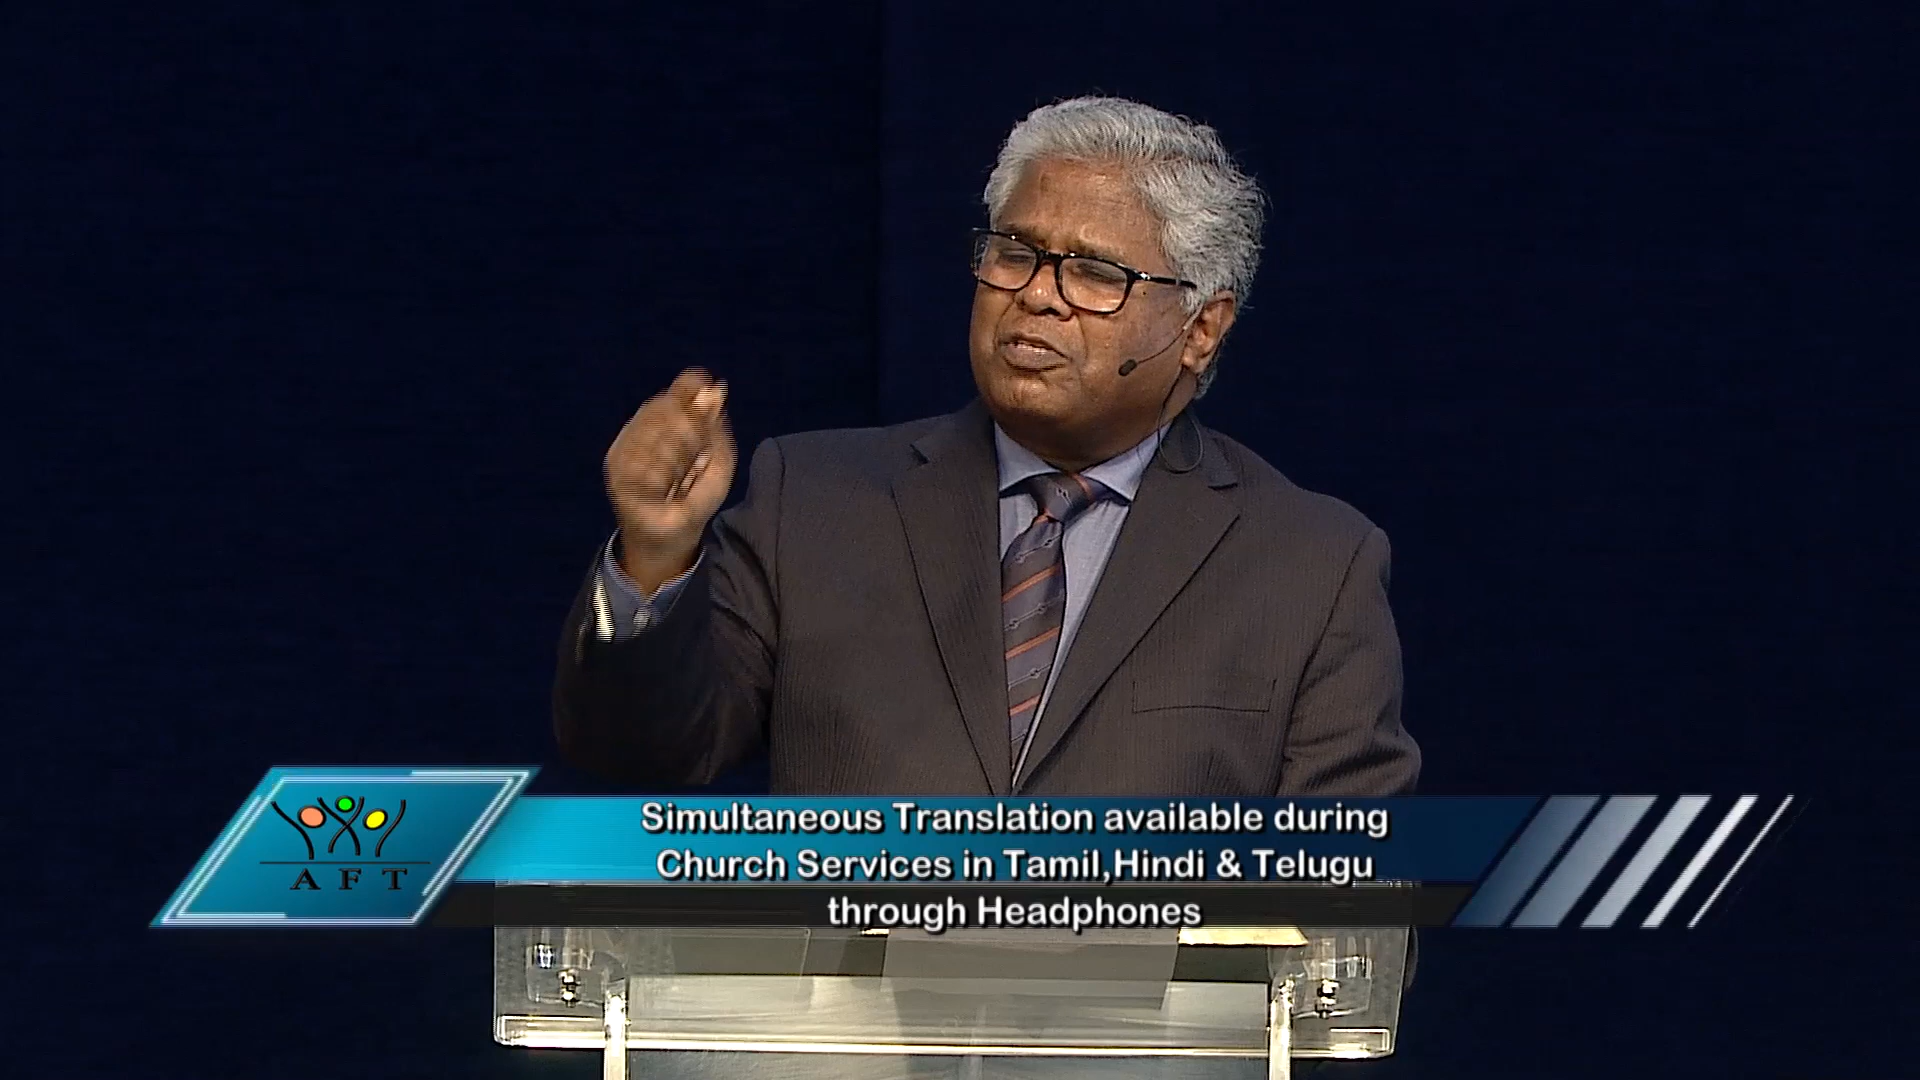 AFT
Simultaneous Translation available during
Church Services in Tamil,Hindi & Telugu
through Headphones